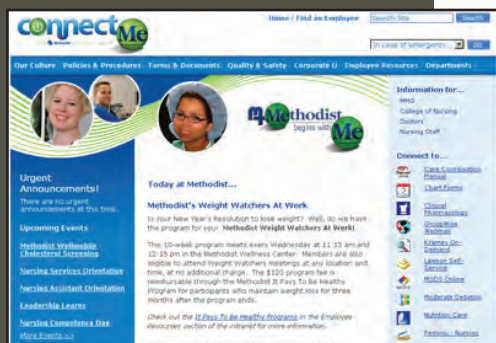 connect Me
Methodist
Home / Find an Employee
Search Site
Search
In case of emergency...
GO
Our Culture Policies & Procedures Forms & Documents Quality & Safety Corporate U Employee Resources Departments
Methodist
begins with
Me
Urgent
Announcements!
There are no urgent
announcements at this time.
Upcoming Events
Methodist Wellmobile
Cholesterol Screening
Nursing Services Orientation
Nursing Assistant Orientation
Leadership Learns
Nursing Competence Day
More Events >>
Today at Methodist...
Methodist's Weight Watchers At Work
Is your New Year's Resolution to lose weight? Well, do we have
the program for you! Methodist Weight Watchers At Work!
This 10-week program meets every Wednesday at 11:15 am and
12:15 pm in the Methodist Wellness Center. Members are also
eligible to attend Weight Watchers meetings at any location and
time, at no additional charge. The $120 program fee is
reimbursable through the Methodist It Pays To Be Healthy
Program for participants who maintain weight loss for three
months after the program ends.
Check out the It Pays To Be Healthy Programs in the Employee
Resources section of the intranet for more information.
Information for...
MHG
College of Nursing
Doctors
Nursing Staff
Connect to...
Care Coordination
Manual
Chart Forms
Clinical
Pharmacology
GroupWise
Webmail
Krames On-
Demand
Lawson Self-
Service
MSDS Online
Moderate Sedation
Nutrition Care
Nursing